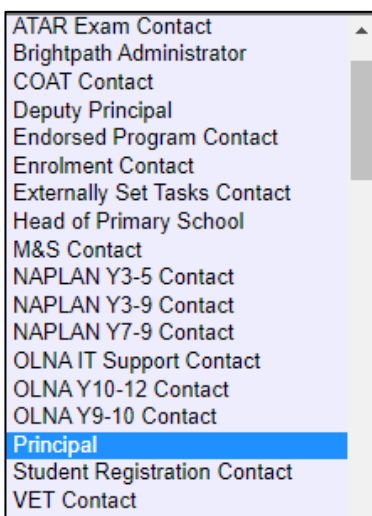 ATAR Exam Contact
Brightpath Administrator
COAT Contact
Deputy Principal
Endorsed Program Contact
Enrolment Contact
Externally Set Tasks Contact
Head of Primary School
M&S Contact
NAPLAN Y3-5 Contact
NAPLAN Y3-9 Contact
NAPLAN Y7-9 Contact
OLNA IT Support Contact
OLNA Y10-12 Contact
OLNA Y9-10 Contact
Principal
Student Registration Contact
VET Contact